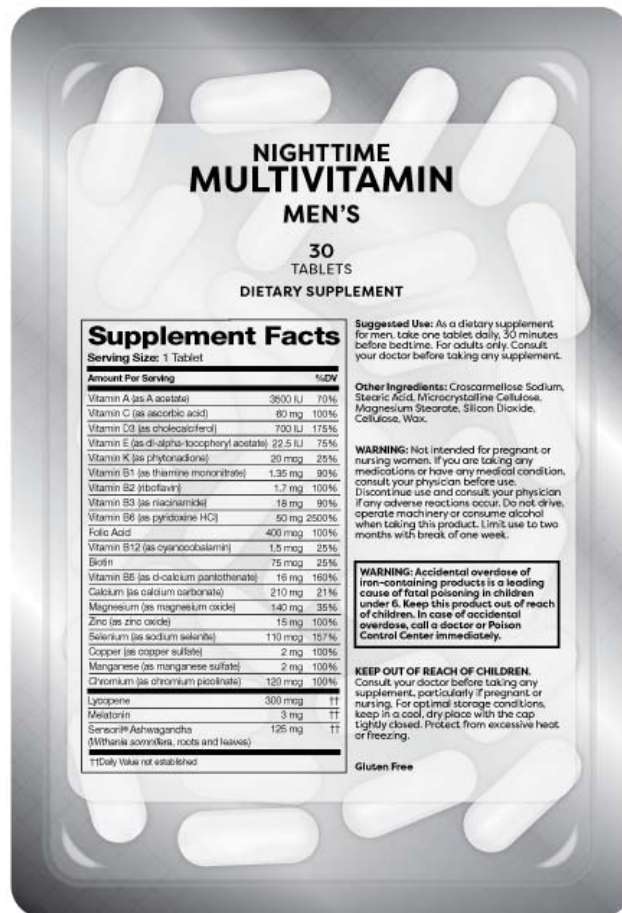 NIGHTTIME
MULTIVITAMIN
MEN'S
30
TABLETS
DIETARY SUPPLEMENT
Supplement Facts
Serving Size: 1 Tablet
Amount Per Serving %DV
Vitamin A (as A acetate) 3500 IU 70%
Vitamin C (as ascorbic acid) 60 mg 100%
Vitamin D3 (as cholecalciferol) 700 IU 175%
Vitamin E (as dl-alpha-tocopheryl acetate) 22.5 IU 75%
Vitamin K (as phytonadione) 20 mcg 25%
Vitamin B1 (as thiamine mononitrate) 1.35 mg 90%
Vitamin B2 (riboflavin) 1.7 mg 100%
Vitamin B3 (as niacinamide) 18 mg 90%
Vitamin B6 (as pyridoxine HCl) 50 mg 2500%
Folic Acid 400 mcg 100%
Vitamin B12 (as cyanocobalamin) 1.5 mcg 25%
Biotin 75 mcg 25%
Vitamin B5 (as d-calcium pantothenate) 16 mg 160%
Calcium (as calcium carbonate) 210 mg 21%
Magnesium (as magnesium oxide) 140 mg 35%
Zinc (as zinc oxide) 15 mg 100%
Selenium (as sodium selenite) 110 mcg 157%
Copper (as copper sulfate) 2 mg 100%
Manganese (as manganese sulfate) 2 mg 100%
Chromium (as chromium picolinate) 120 mcg 100%
Lycopene 300 mcg ††
Melatonin 3 mg ††
Sensoril® Ashwagandha 125 mg ††
(Withania somnifera, roots and leaves)
††Daily Value not established
Suggested Use: As a dietary supplement
for men, take one tablet daily, 30 minutes
before bedtime. For adults only. Consult
your doctor before taking any supplement.
Other Ingredients: Croscarmellose Sodium,
Stearic Acid, Microcrystalline Cellulose,
Magnesium Stearate, Silicon Dioxide,
Cellulose, Wax.
WARNING: Not intended for pregnant or
nursing women. If you are taking any
medications or have any medical condition,
consult your physician before use.
Discontinue use and consult your physician
if any adverse reactions occur. Do not drive,
operate machinery or consume alcohol
when taking this product. Limit use to two
months with break of one week.
WARNING: Accidental overdose of
iron-containing products is a leading
cause of fatal poisoning in children
under 6. Keep this product out of reach
of children. In case of accidental
overdose, call a doctor or Poison
Control Center immediately.
KEEP OUT OF REACH OF CHILDREN.
Consult your doctor before taking any
supplement, particularly if pregnant or
nursing. For optimal storage conditions,
keep in a cool, dry place with the cap
tightly closed. Protect from excessive heat
or freezing.
Gluten Free